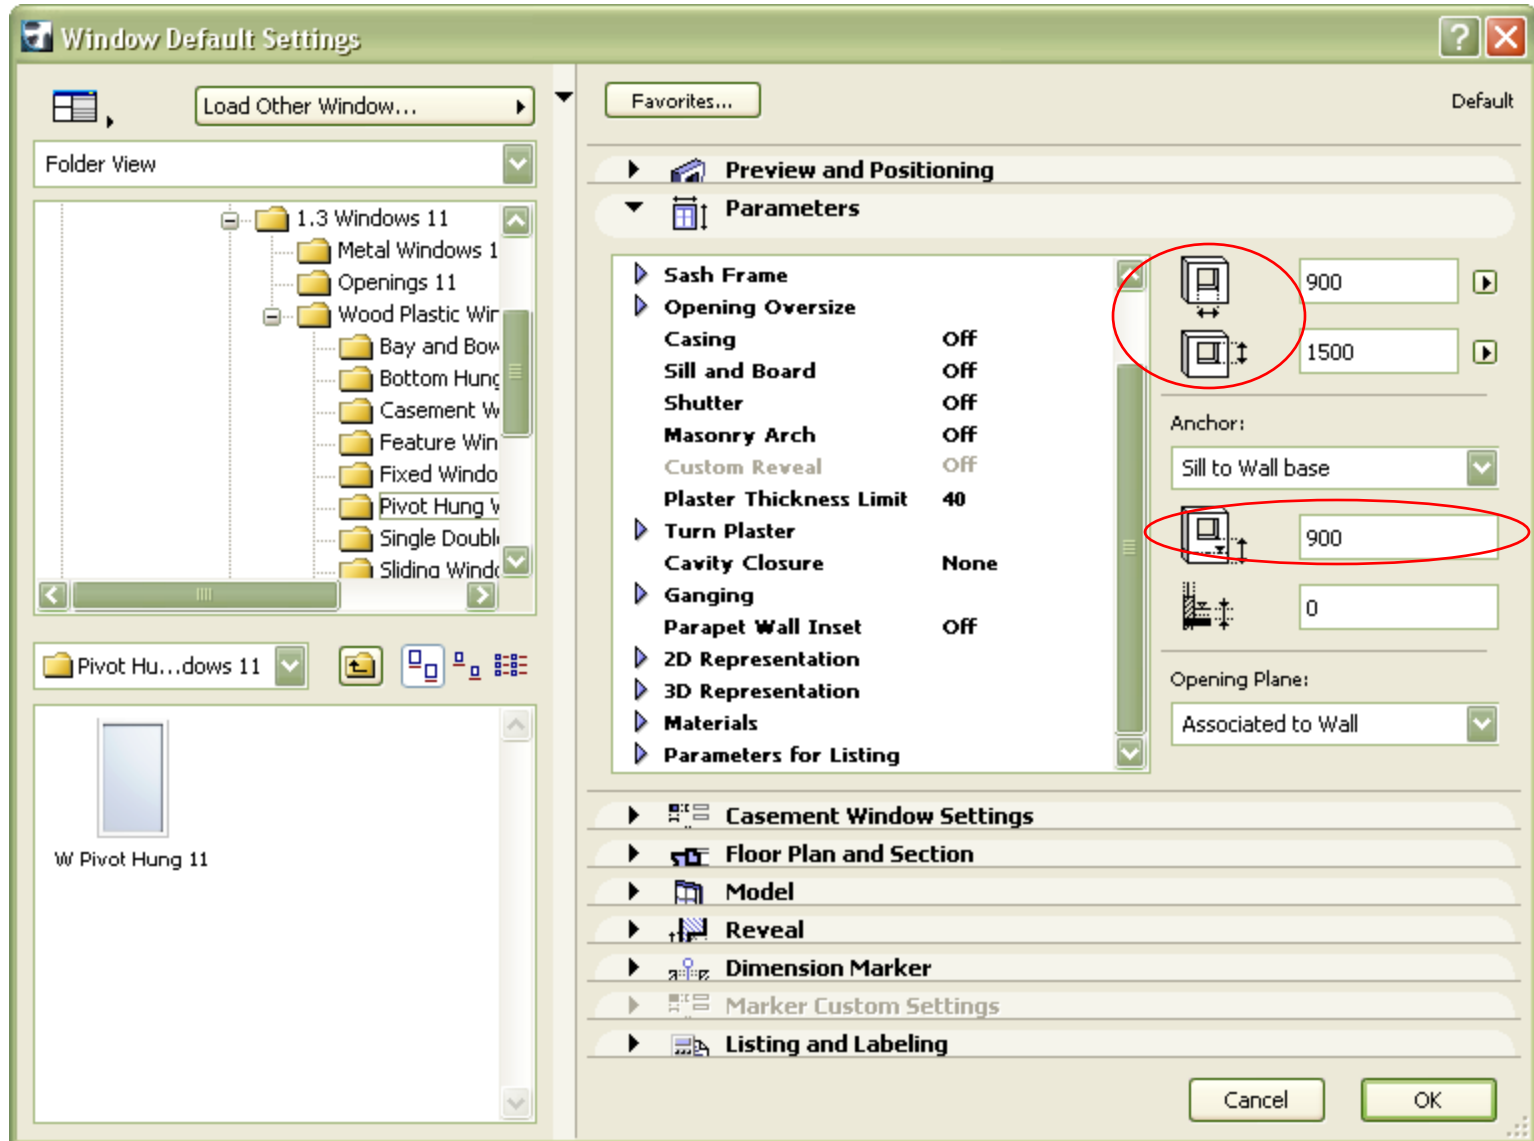 Window Default Settings
Load Other Window...
Folder View
1.3 Windows 11
Metal Windows 1
Openings 11
Wood Plastic Wir
Bay and Bow
Bottom Hung
Casement W
Feature Win
Fixed Windo
Pivot Hung W
Single Double
Sliding Windo
Pivot Hu...dows 11
W Pivot Hung 11
Favorites...
Default
Preview and Positioning
Parameters
Sash Frame
Opening Oversize
Casing Off
Sill and Board Off
Shutter Off
Masonry Arch Off
Custom Reveal Off
Plaster Thickness Limit 40
Turn Plaster
Cavity Closure None
Ganging
Parapet Wall Inset Off
2D Representation
3D Representation
Materials
Parameters for Listing
900
1500
Anchor:
Sill to Wall base
900
0
Opening Plane:
Associated to Wall
Casement Window Settings
Floor Plan and Section
Model
Reveal
Dimension Marker
Marker Custom Settings
Listing and Labeling
Cancel
OK